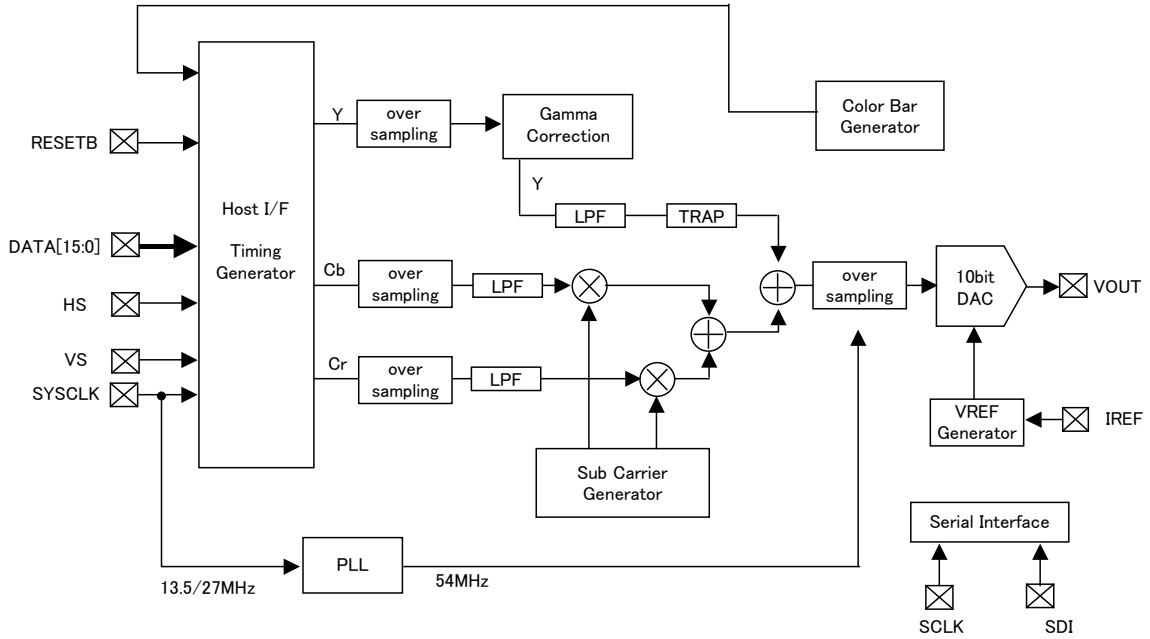 RESETB
DATA[15:0]
HS
VS
SYSCLK
Host I/F
Timing
Generator
Y
over
sampling
Gamma
Correction
Color Bar
Generator
Y
LPF
TRAP
Cb
over
sampling
LPF
over
sampling
10bit
DAC
VOUT
Cr
over
sampling
LPF
VREF
Generator
IREF
Sub Carrier
Generator
Serial Interface
PLL
13.5/27MHz
54MHz
SCLK
SDI